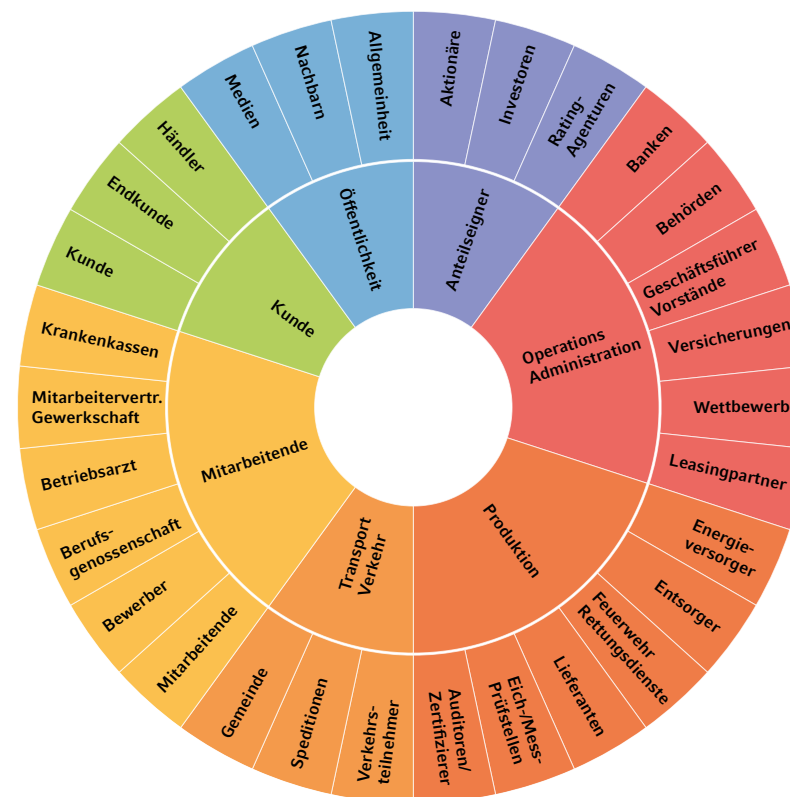 Aktionäre
Investoren
Rating-
Agenturen
Banken
Behörden
Geschäftsführer
Vorstände
Versicherungen
Wettbewerb
Leasingpartner
Energie-
versorger
Entsorger
Feuerwehr
Rettungsdienste
Lieferanten
Eich-/Mess-
Prüfstellen
Auditoren/
Zertifizierer
Verkehrs-
teilnehmer
Speditionen
Gemeinde
Mitarbeitende
Bewerber
Berufs-
genossenschaft
Betriebsarzt
Mitarbeitervertr.
Gewerkschaft
Krankenkassen
Kunde
Endkunde
Händler
Medien
Nachbarn
Allgemeinheit
Anteilseigner
Operations
Administration
Produktion
Transport
Verkehr
Mitarbeitende
Kunde
Öffentlichkeit